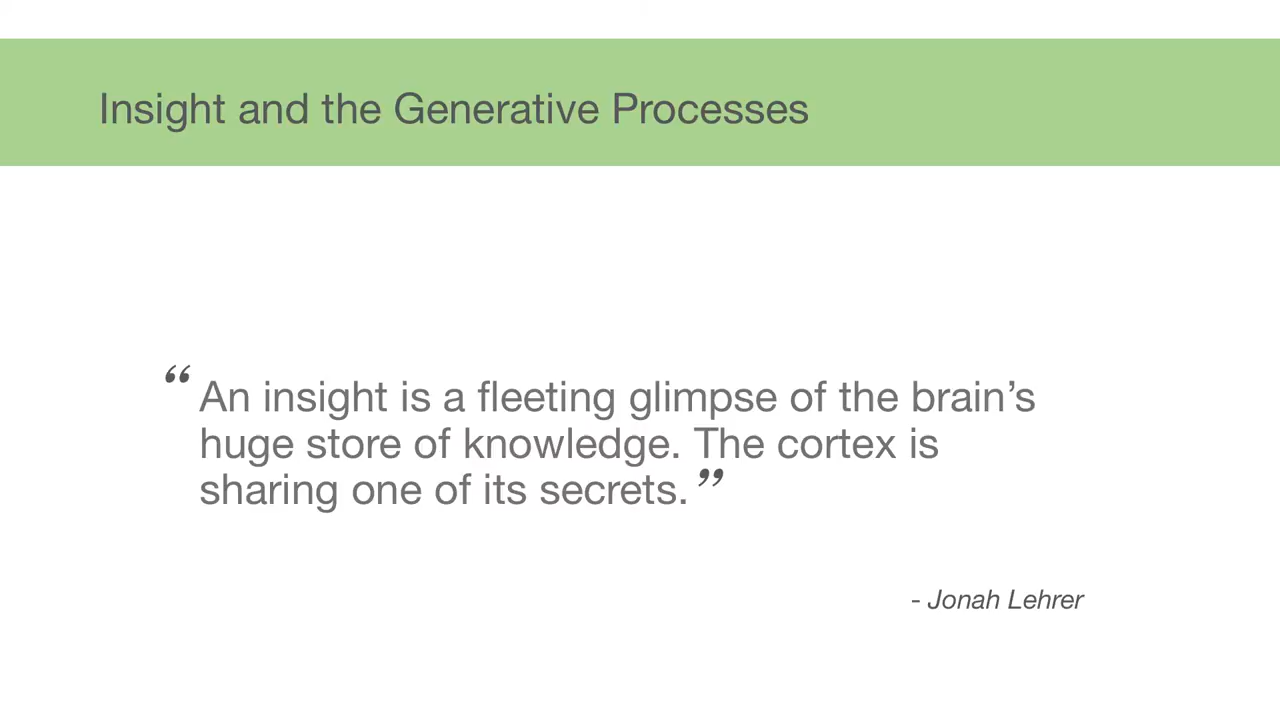 Insight and the Generative Processes
“An insight is a fleeting glimpse of the brain’s
huge store of knowledge. The cortex is
sharing one of its secrets.”
- Jonah Lehrer